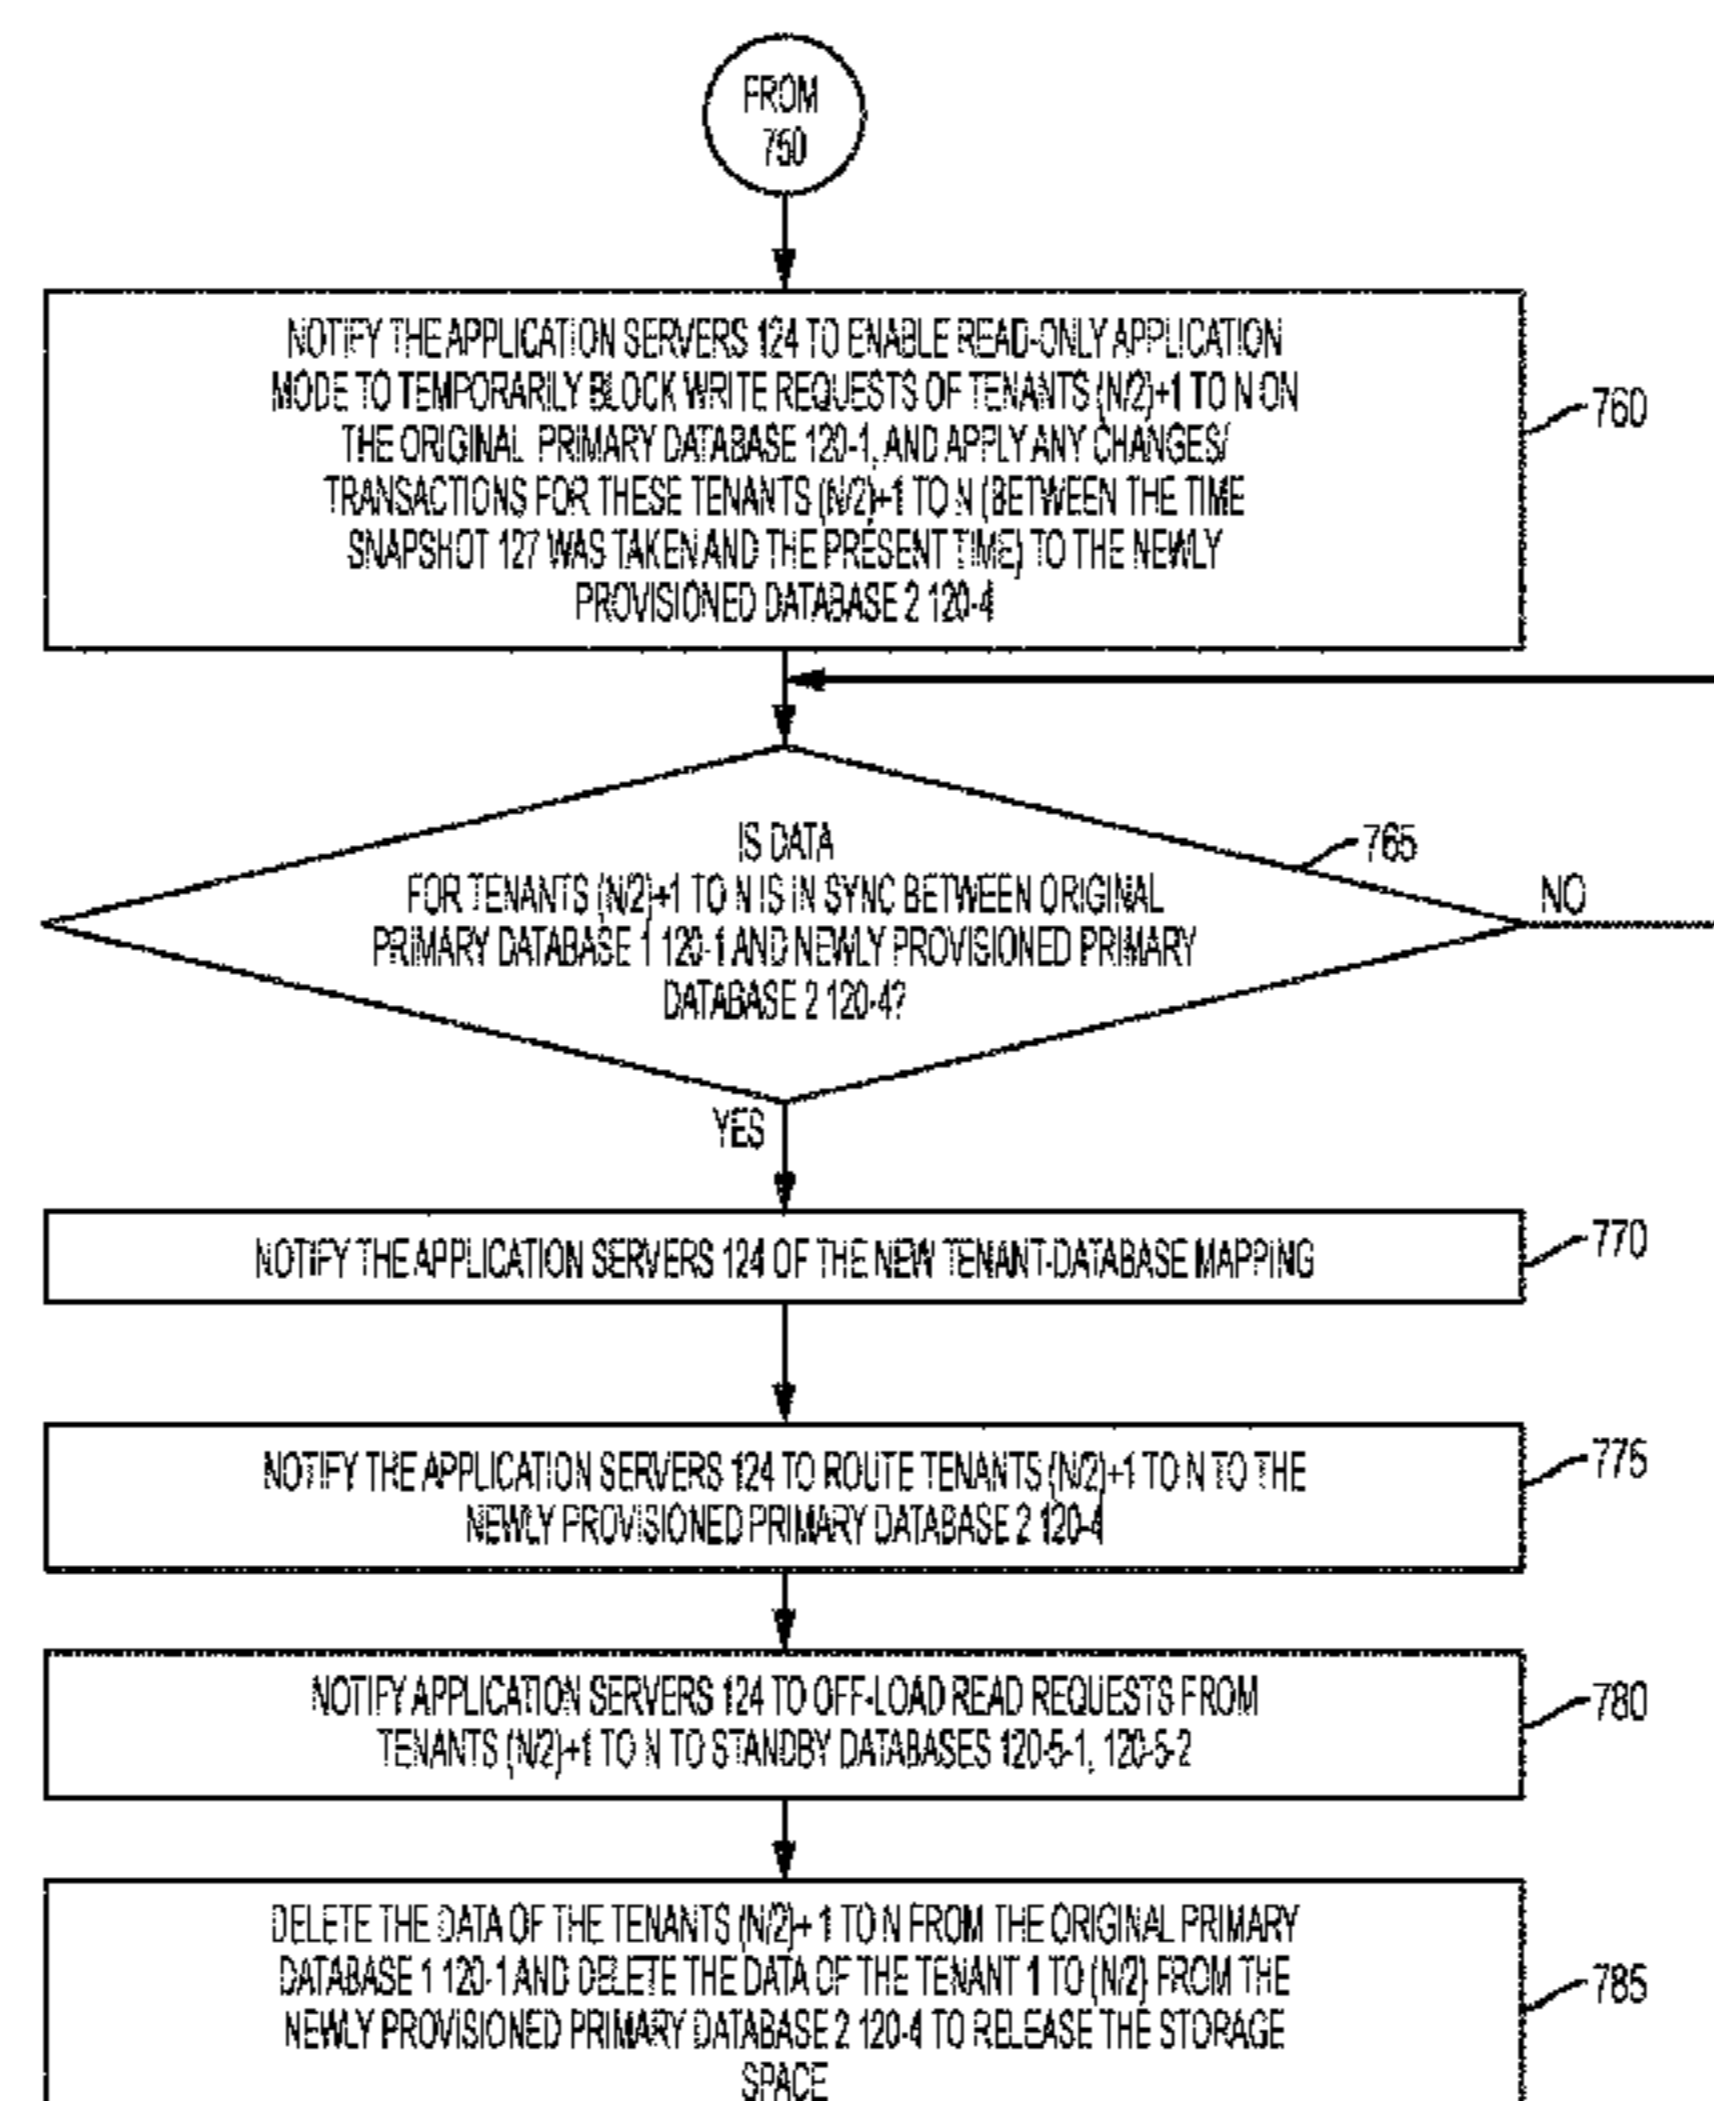 FROM
750
NOTIFY THE APPLICATION SERVERS 124 TO ENABLE READ-ONLY APPLICATION
MODE TO TEMPORARILY BLOCK WRITE REQUESTS OF TENANTS (N/2)+1 TO N ON
THE ORIGINAL PRIMARY DATABASE 120-1, AND APPLY ANY CHANGES/
TRANSACTIONS FOR THESE TENANTS (N/2)+1 TO N (BETWEEN THE TIME
SNAPSHOT 127 WAS TAKEN AND THE PRESENT TIME) TO THE NEWLY
PROVISIONED DATABASE 2 120-4
760
IS DATA
FOR TENANTS (N/2)+1 TO N IS IN SYNC BETWEEN ORIGINAL
PRIMARY DATABASE 1 120-1 AND NEWLY PROVISIONED PRIMARY
DATABASE 2 120-4?
765
NO
YES
NOTIFY THE APPLICATION SERVERS 124 OF THE NEW TENANT-DATABASE MAPPING
770
NOTIFY THE APPLICATION SERVERS 124 TO ROUTE TENANTS (N/2)+1 TO N TO THE
NEWLY PROVISIONED PRIMARY DATABASE 2 120-4
775
NOTIFY APPLICATION SERVERS 124 TO OFF-LOAD READ REQUESTS FROM
TENANTS (N/2)+1 TO N TO STANDBY DATABASES 120-5-1, 120-5-2
780
DELETE THE DATA OF THE TENANTS (N/2)+ 1 TO N FROM THE ORIGINAL PRIMARY
DATABASE 1 120-1 AND DELETE THE DATA OF THE TENANT 1 TO (N/2) FROM THE
NEWLY PROVISIONED PRIMARY DATABASE 2 120-4 TO RELEASE THE STORAGE
SPACE
785